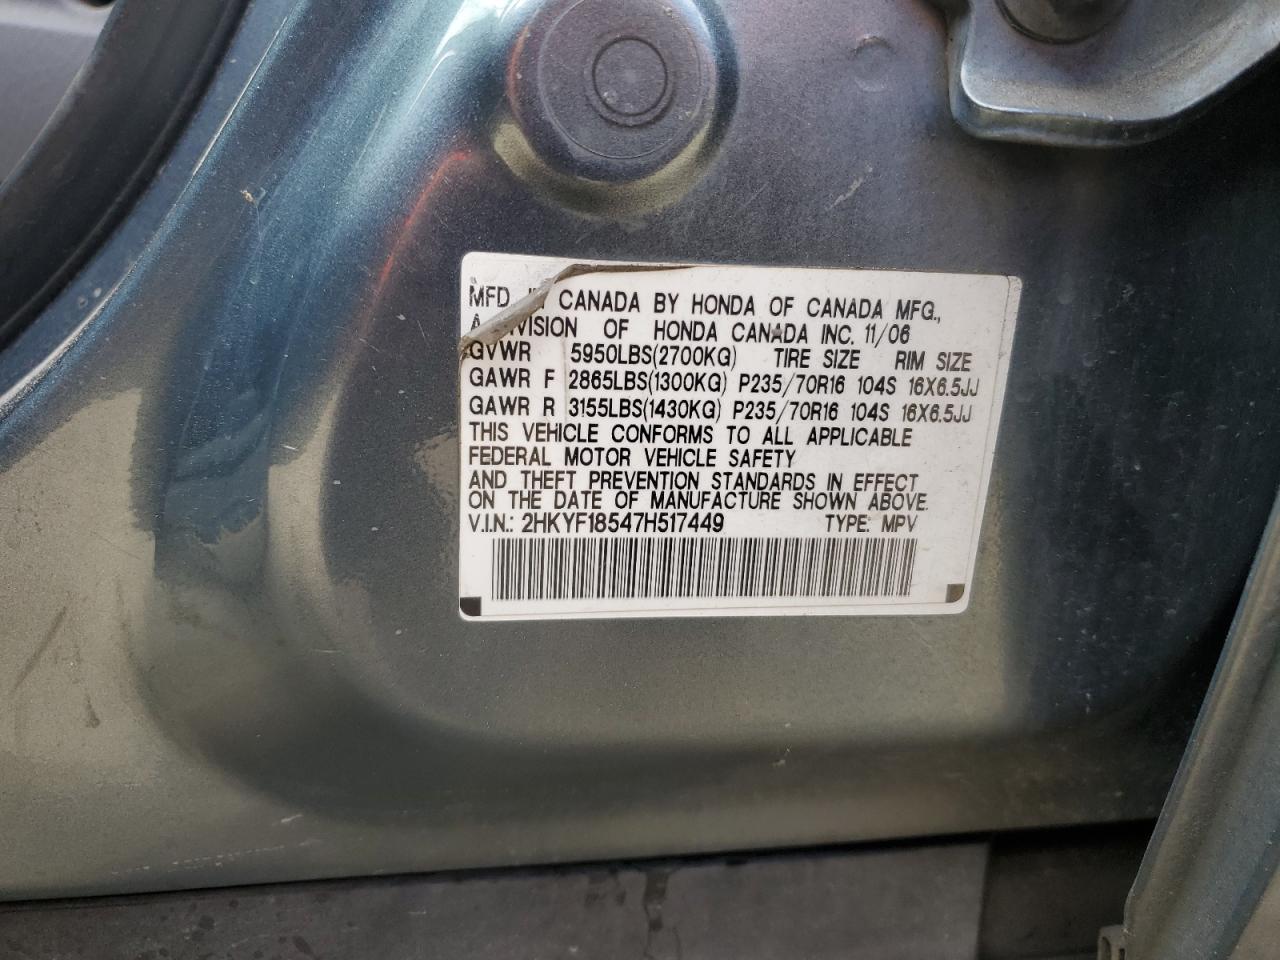 MFD. IN CANADA BY HONDA OF CANADA MFG.,
A DIVISION OF HONDA CANADA INC. 11/06
GVWR 5950LBS(2700KG) TIRE SIZE RIM SIZE
GAWR F 2865LBS(1300KG) P235/70R16 104S 16X6.5JJ
GAWR R 3155LBS(1430KG) P235/70R16 104S 16X6.5JJ
THIS VEHICLE CONFORMS TO ALL APPLICABLE
FEDERAL MOTOR VEHICLE SAFETY
AND THEFT PREVENTION STANDARDS IN EFFECT
ON THE DATE OF MANUFACTURE SHOWN ABOVE.
V.I.N.: 2HKYF18547H517449 TYPE: MPV